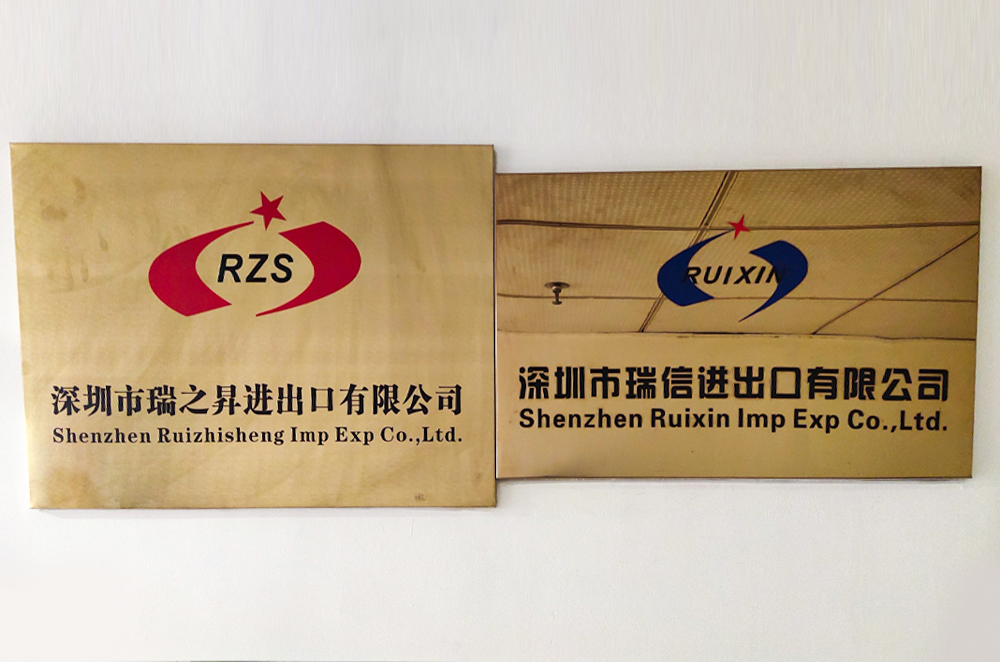 RZS
深圳市瑞之昇进出口有限公司
Shenzhen Ruizhisheng Imp Exp Co.,Ltd.
RUIXIN
深圳市瑞信进出口有限公司
Shenzhen Ruixin Imp Exp Co.,Ltd.